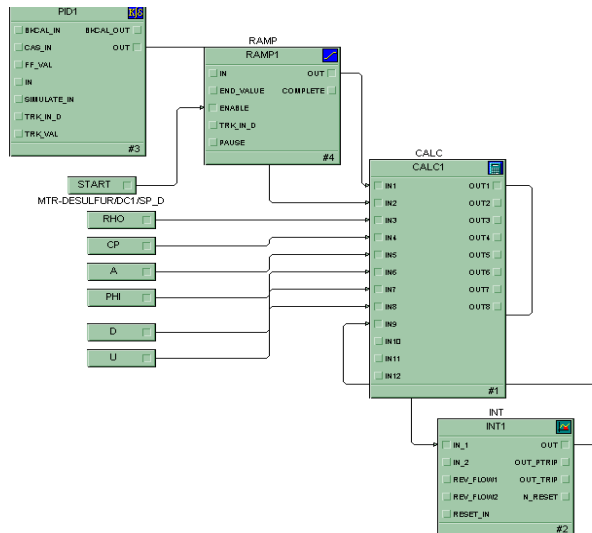 PID1
BKCAL_IN BKCAL_OUT
CAS_IN OUT
FF_VAL
IN
SIMULATE_IN
TRK_IN_D
TRK_VAL
#3
RAMP
RAMP1
IN OUT
END_VALUE COMPLETE
ENABLE
TRK_IN_D
PAUSE
#4
START
MTR-DESULFUR/DC1/SP_D
RHO
CP
A
PHI
D
U
CALC
CALC1
IN1 OUT1
IN2 OUT2
IN3 OUT3
IN4 OUT4
IN5 OUT5
IN6 OUT6
IN7 OUT7
IN8 OUT8
IN9
IN10
IN11
IN12
#1
INT
INT1
IN_1 OUT
IN_2 OUT_PTRIP
REV_FLOW1 OUT_TRIP
REV_FLOW2 N_RESET
RESET_IN
#2